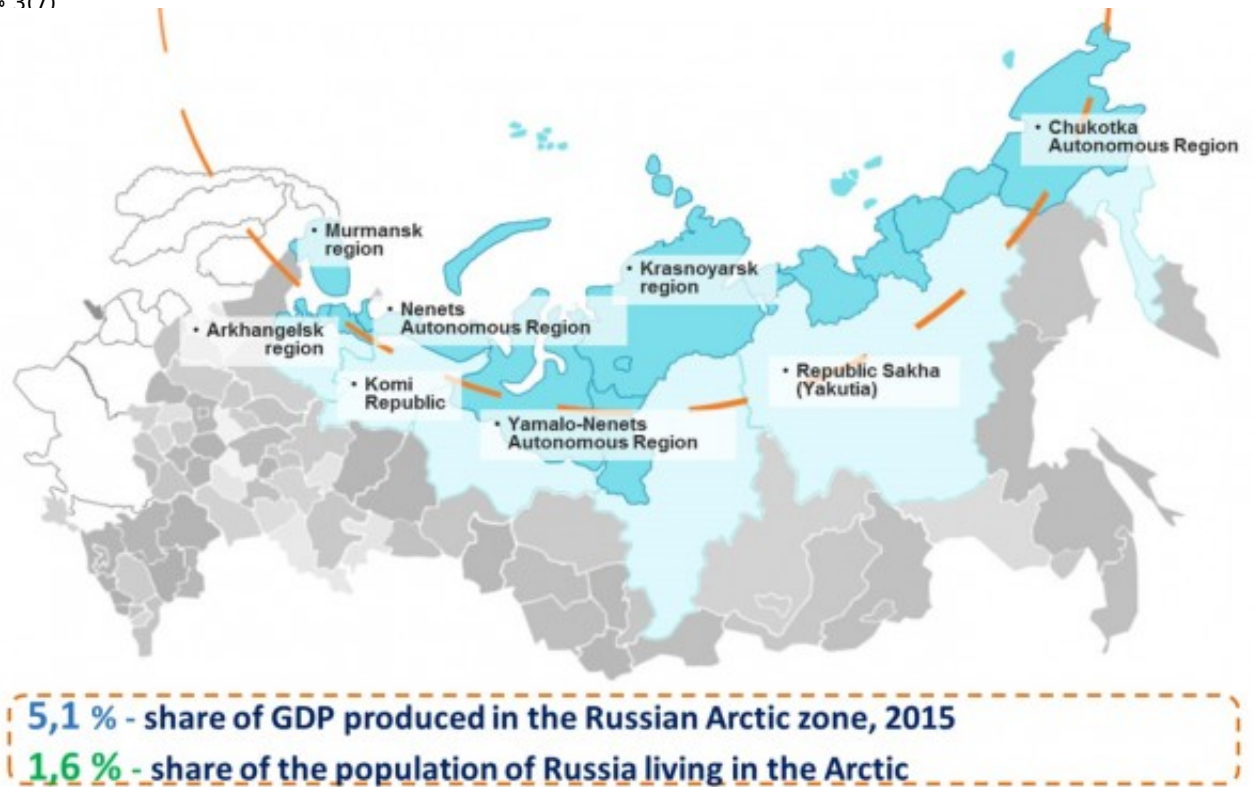 • Chukotka
Autonomous Region
• Murmansk
region
• Krasnoyarsk
region
• Nenets
Autonomous Region
• Arkhangelsk
region
• Republic Sakha
(Yakutia)
• Komi
Republic
• Yamalo-Nenets
Autonomous Region
5,1 % - share of GDP produced in the Russian Arctic zone, 2015
1,6 % - share of the population of Russia living in the Arctic